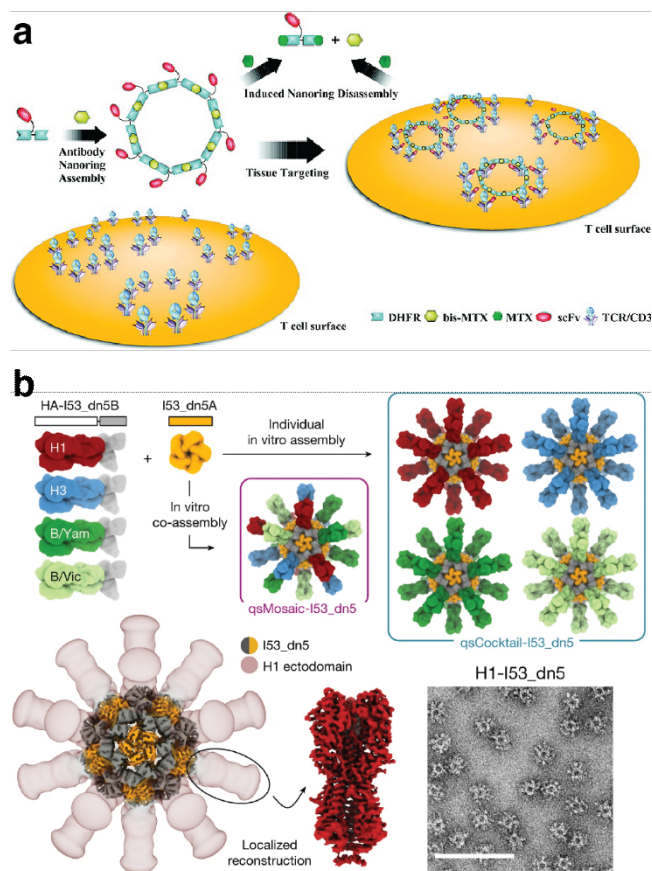 a
+
Induced Nanoring Disassembly
Antibody
Nanoring
Assembly
Tissue Targeting
T cell surface
T cell surface
DHFR bis-MTX MTX scFv TCR/CD3
b
HA-I53_dn5B
I53_dn5A
H1
H3
B/Yam
B/Vic
+
Individual
in vitro assembly
In vitro
co-assembly
qsMosaic-I53_dn5
qsCocktail-I53_dn5
I53_dn5
H1 ectodomain
Localized
reconstruction
H1-I53_dn5